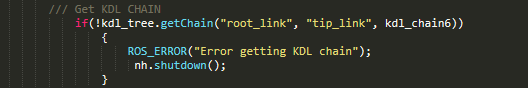 /// Get KDL CHAIN
if(!kdl_tree.getChain("root_link", "tip_link", kdl_chain6))
{
ROS_ERROR("Error getting KDL chain");
nh.shutdown();
}